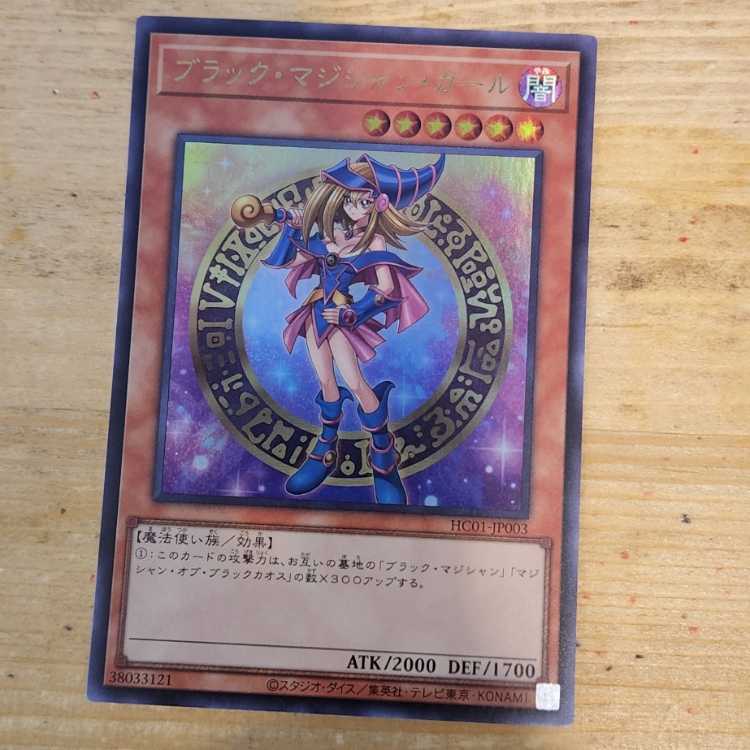 ブラック・マジシャン・ガール
やみ
闇
HC01-JP003
【魔法使い族／効果】
①：このカードの攻撃力は、お互いの墓地の「ブラック・マジシャン」「マジ
シャン・オブ・ブラックカオス」の数×300アップする。
ATK/2000 DEF/1700
38033121
©スタジオ・ダイス／集英社・テレビ東京・KONAMI